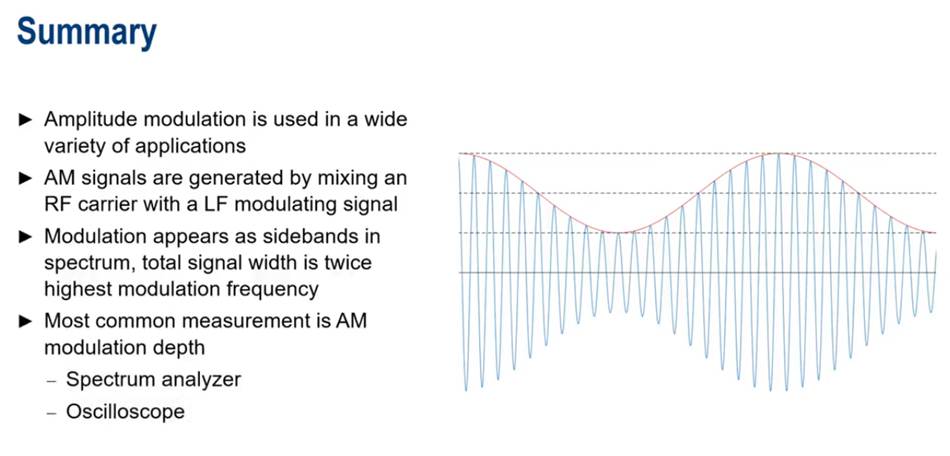 Summary
► Amplitude modulation is used in a wide
variety of applications
► AM signals are generated by mixing an
RF carrier with a LF modulating signal
► Modulation appears as sidebands in
spectrum, total signal width is twice
highest modulation frequency
► Most common measurement is AM
modulation depth
– Spectrum analyzer
– Oscilloscope